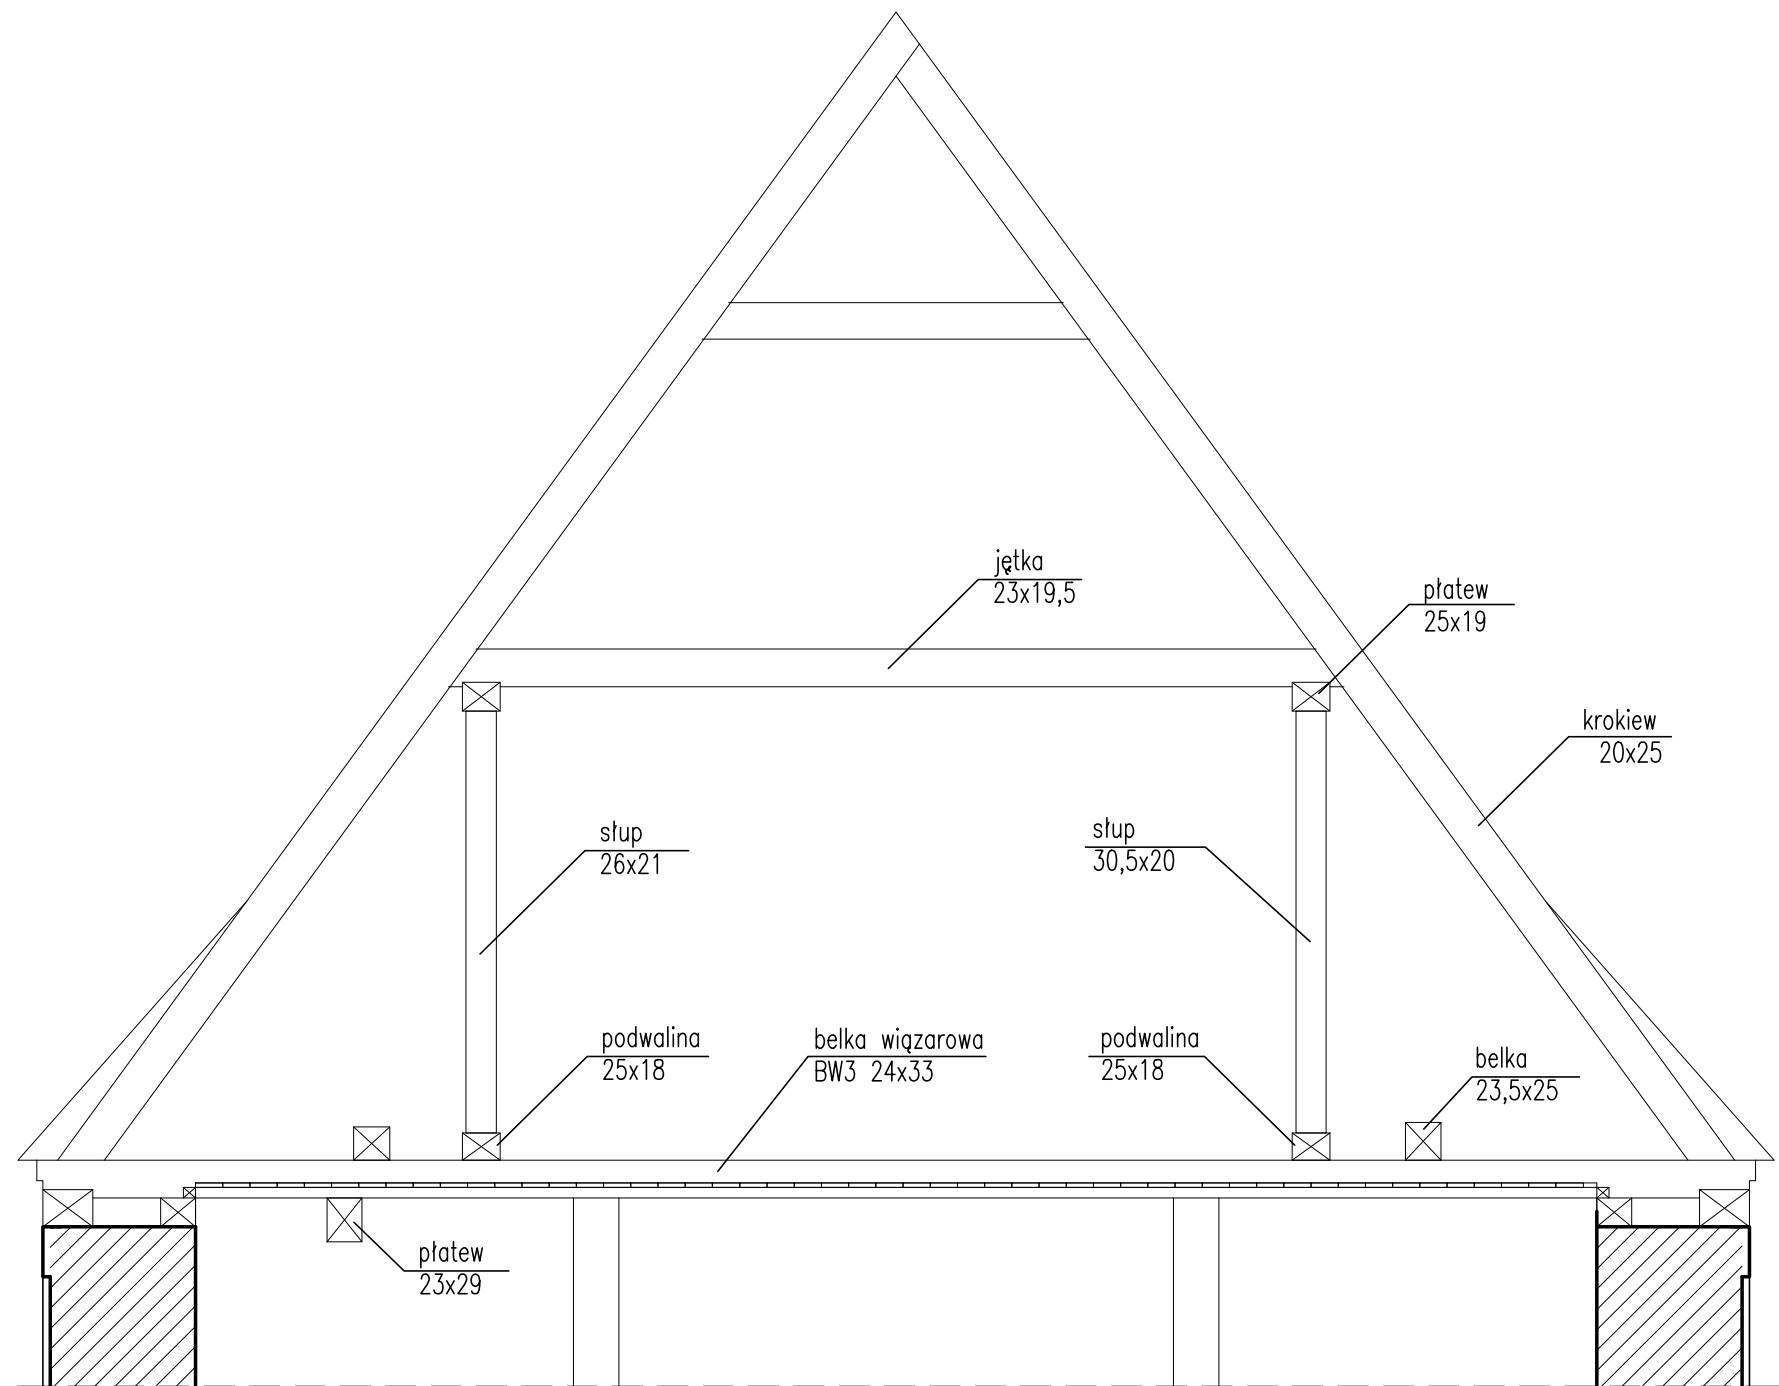 jętka
23x19,5
płatew
25x19
krokiew
20x25
słup
26x21
słup
30,5x20
podwalina
25x18
belka wiązarowa
BW3 24x33
podwalina
25x18
belka
23,5x25
płatew
23x29